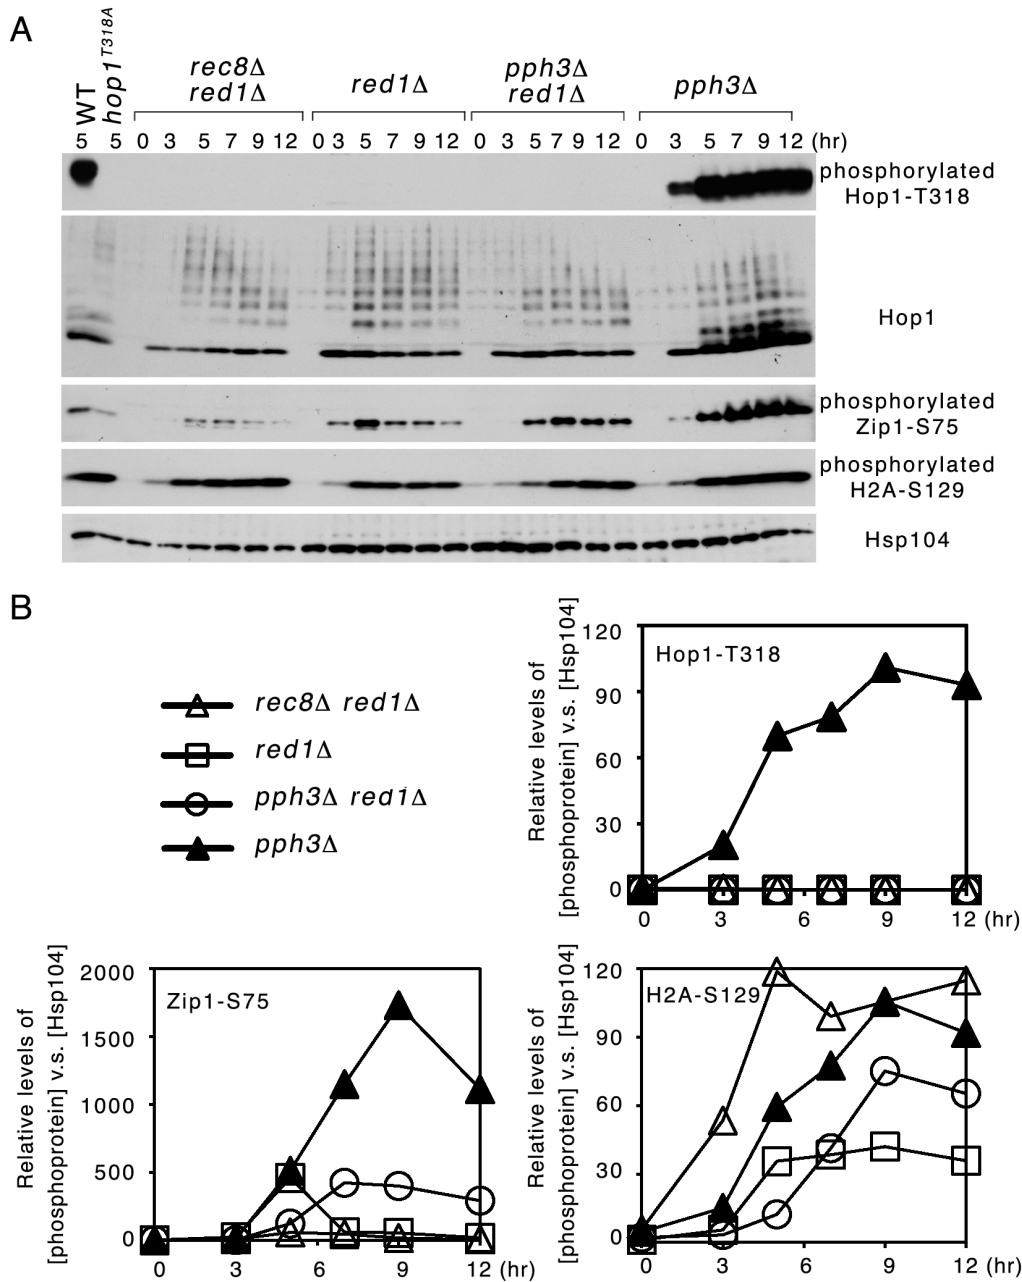 A
WT
hop1T318A
rec8Δ
red1Δ
red1Δ
pph3Δ
red1Δ
pph3Δ
5 5 0 3 5 7 9 12 0 3 5 7 9 12 0 3 5 7 9 12 0 3 5 7 9 12 (hr)
phosphorylated
Hop1-T318
Hop1
phosphorylated
Zip1-S75
phosphorylated
H2A-S129
Hsp104
B
rec8Δ red1Δ
red1Δ
pph3Δ red1Δ
pph3Δ
Relative levels of
[phosphoprotein] v.s. [Hsp104]
Hop1-T318
120
90
60
30
0
0 3 6 9 12 (hr)
Relative levels of
[phosphoprotein] v.s. [Hsp104]
Zip1-S75
2000
1500
1000
500
0
0 3 6 9 12 (hr)
Relative levels of
[phosphoprotein] v.s. [Hsp104]
H2A-S129
120
90
60
30
0
0 3 6 9 12 (hr)